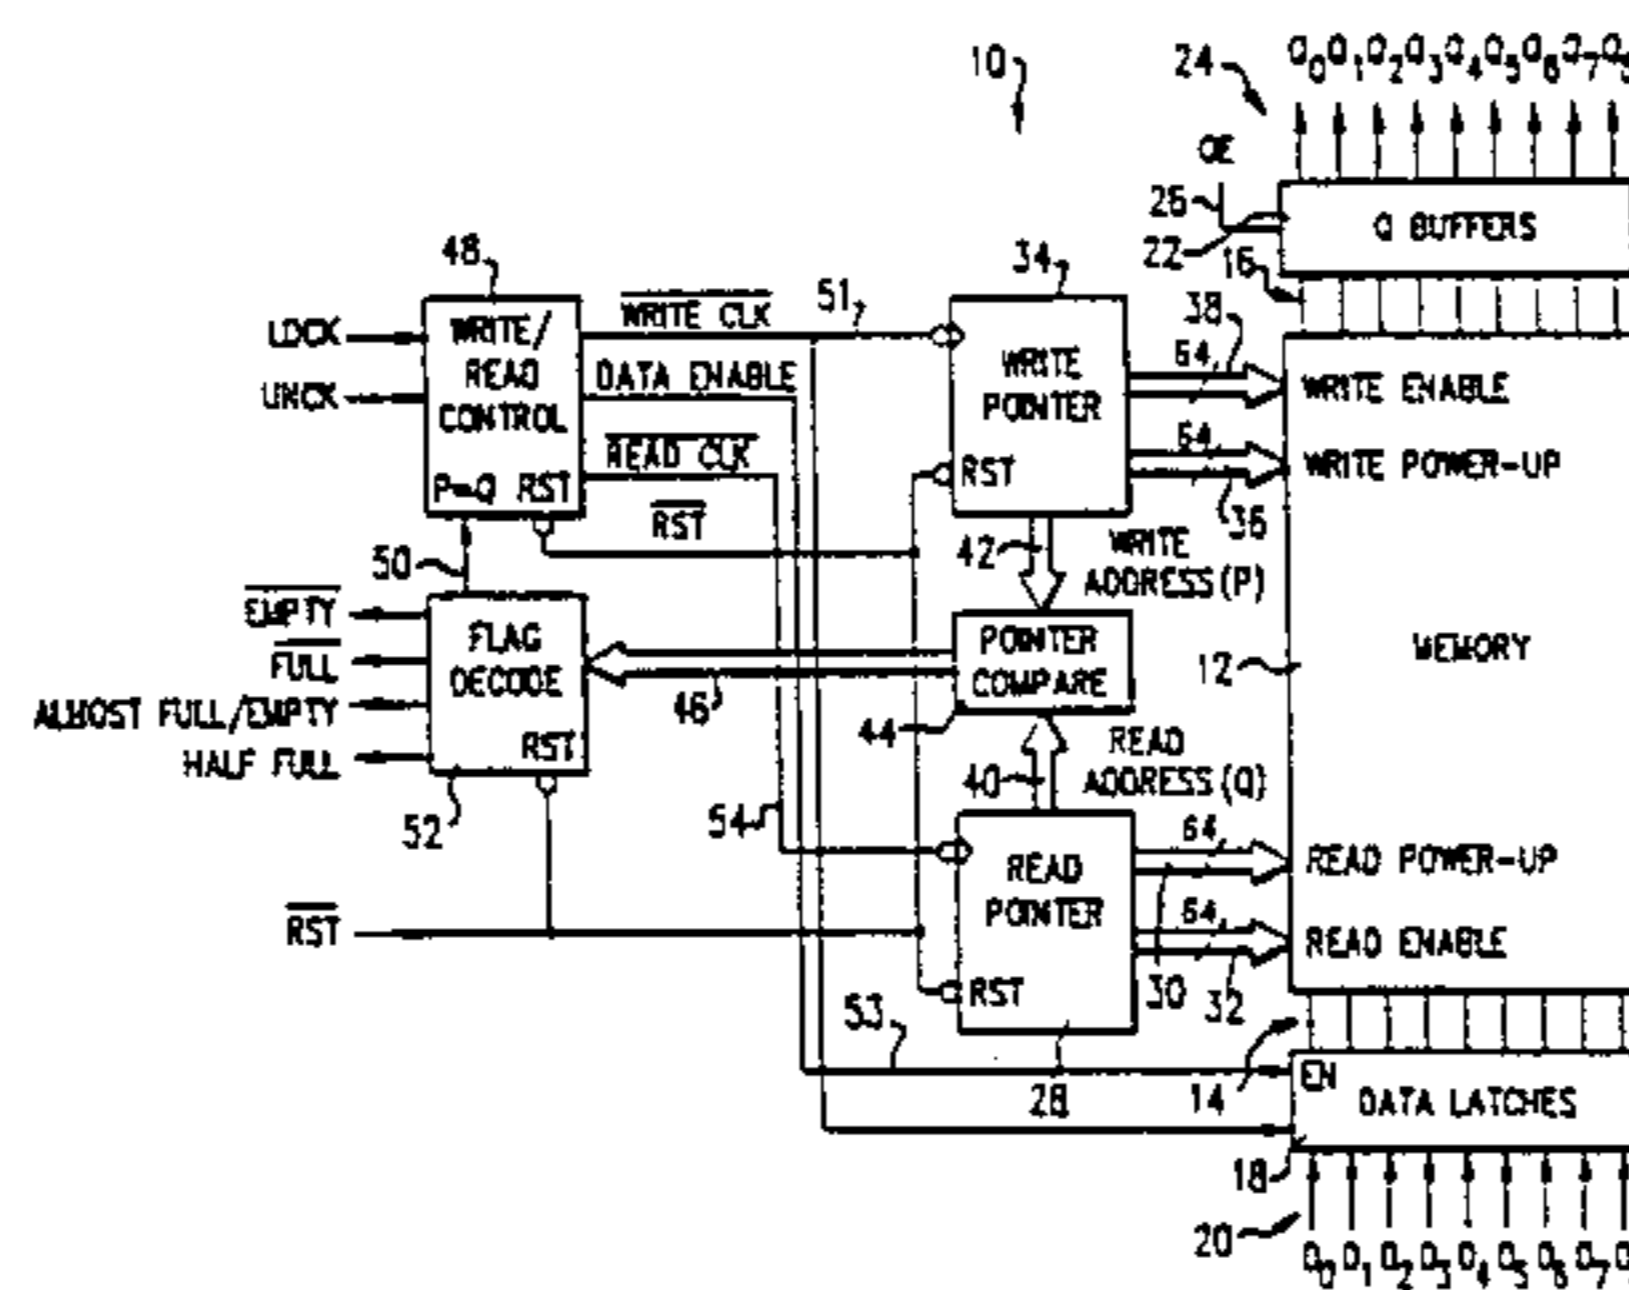 10
24
Q0 Q1 Q2 Q3 Q4 Q5 Q6 Q7 Q8
OE
26
22
Q BUFFERS
16
48
34
LDCK
UNCK
WRITE/
READ
CONTROL
P=Q RST
WRITE CLK
DATA ENABLE
READ CLK
RST
51
WRITE
POINTER
RST
64
38
64
36
WRITE ENABLE
WRITE POWER-UP
50
42
WRITE
ADDRESS (P)
EMPTY
FULL
ALMOST FULL/EMPTY
HALF FULL
FLAG
DECODE
RST
52
46
POINTER
COMPARE
44
12
MEMORY
READ
ADDRESS (Q)
40
54
READ
POINTER
RST
64
30
64
32
READ POWER-UP
READ ENABLE
RST
53
28
14
EN
DATA LATCHES
18
20
D0 D1 D2 D3 D4 D5 D6 D7